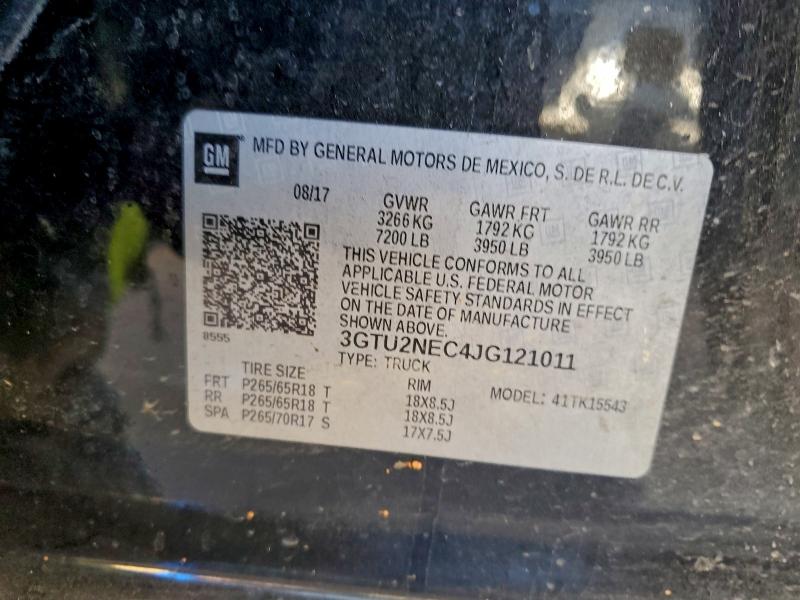 GM
MFD BY GENERAL MOTORS DE MEXICO, S. DE R.L. DE C.V.
08/17
GVWR
3266 KG
7200 LB
GAWR FRT
1792 KG
3950 LB
GAWR RR
1792 KG
3950 LB
THIS VEHICLE CONFORMS TO ALL
APPLICABLE U.S. FEDERAL MOTOR
VEHICLE SAFETY STANDARDS IN EFFECT
ON THE DATE OF MANUFACTURE
SHOWN ABOVE.
8555
3GTU2NEC4JG121011
TYPE: TRUCK
MODEL: 41TK15543
TIRE SIZE RIM
FRT P265/65R18 T 18X8.5J
RR P265/65R18 T 18X8.5J
SPA P265/70R17 S 17X7.5J